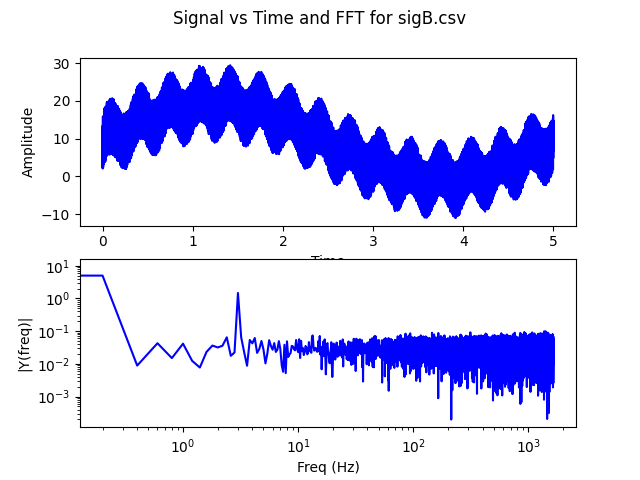 Signal vs Time and FFT for sigB.csv
30
20
10
0
−10
Amplitude
0 1 2 3 4 5
10¹
10⁰
10⁻¹
10⁻²
10⁻³
|Y(freq)|
10⁰ 10¹ 10² 10³
Freq (Hz)